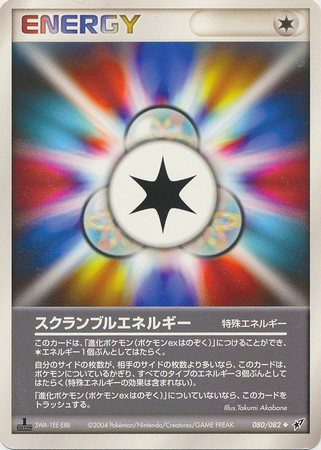 ENERGY
スクランブルエネルギー 特殊エネルギー
このカードは、「進化ポケモン（ポケモンexはのぞく）」につけることができ、
エネルギー1個ぶんとしてはたらく。
自分のサイドの枚数が、相手のサイドの枚数より多いなら、このカードは、
ポケモンについているかぎり、すべてのタイプのエネルギー3個ぶんとして
はたらく（特殊エネルギーの効果は含まれない）。
「進化ポケモン（ポケモンexはのぞく）」についていないなら、このカードを
トラッシュする。
Illus.Takumi Akabane
1 EDITION 3WA-1EE-E8B ©2004 Pokémon/Nintendo/Creatures/GAME FREAK 080/082 ◆